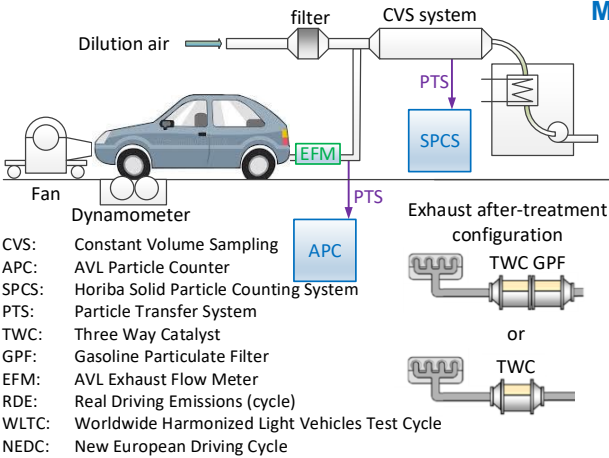 M
filter
CVS system
Dilution air
PTS
SPCS
EFM
Fan
Dynamometer
PTS
APC
Exhaust after-treatment
configuration
TWC GPF
or
TWC
CVS: Constant Volume Sampling
APC: AVL Particle Counter
SPCS: Horiba Solid Particle Counting System
PTS: Particle Transfer System
TWC: Three Way Catalyst
GPF: Gasoline Particulate Filter
EFM: AVL Exhaust Flow Meter
RDE: Real Driving Emissions (cycle)
WLTC: Worldwide Harmonized Light Vehicles Test Cycle
NEDC: New European Driving Cycle